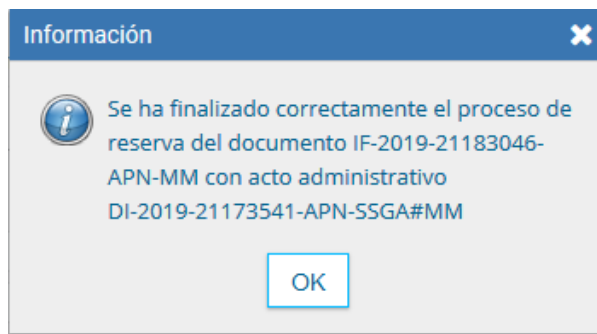 Información
Se ha finalizado correctamente el proceso de
reserva del documento IF-2019-21183046-
APN-MM con acto administrativo
DI-2019-21173541-APN-SSGA#MM
OK